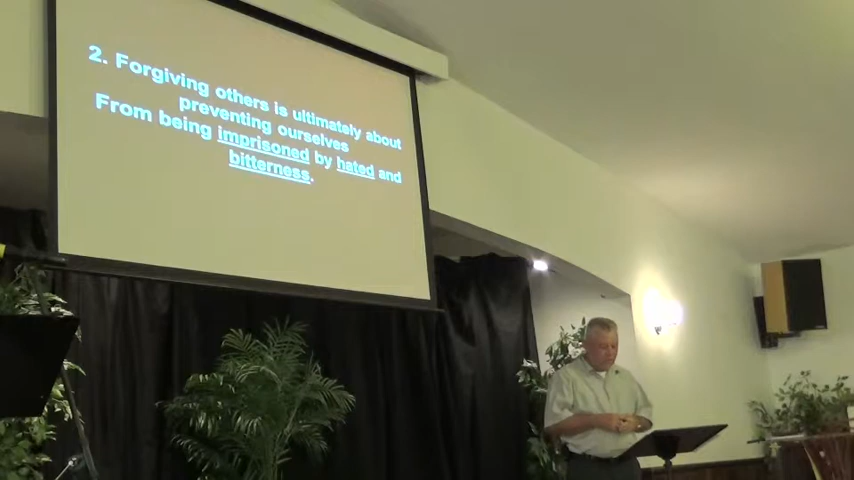 2. Forgiving others is ultimately about
preventing ourselves
From being imprisoned by hated and
bitterness.